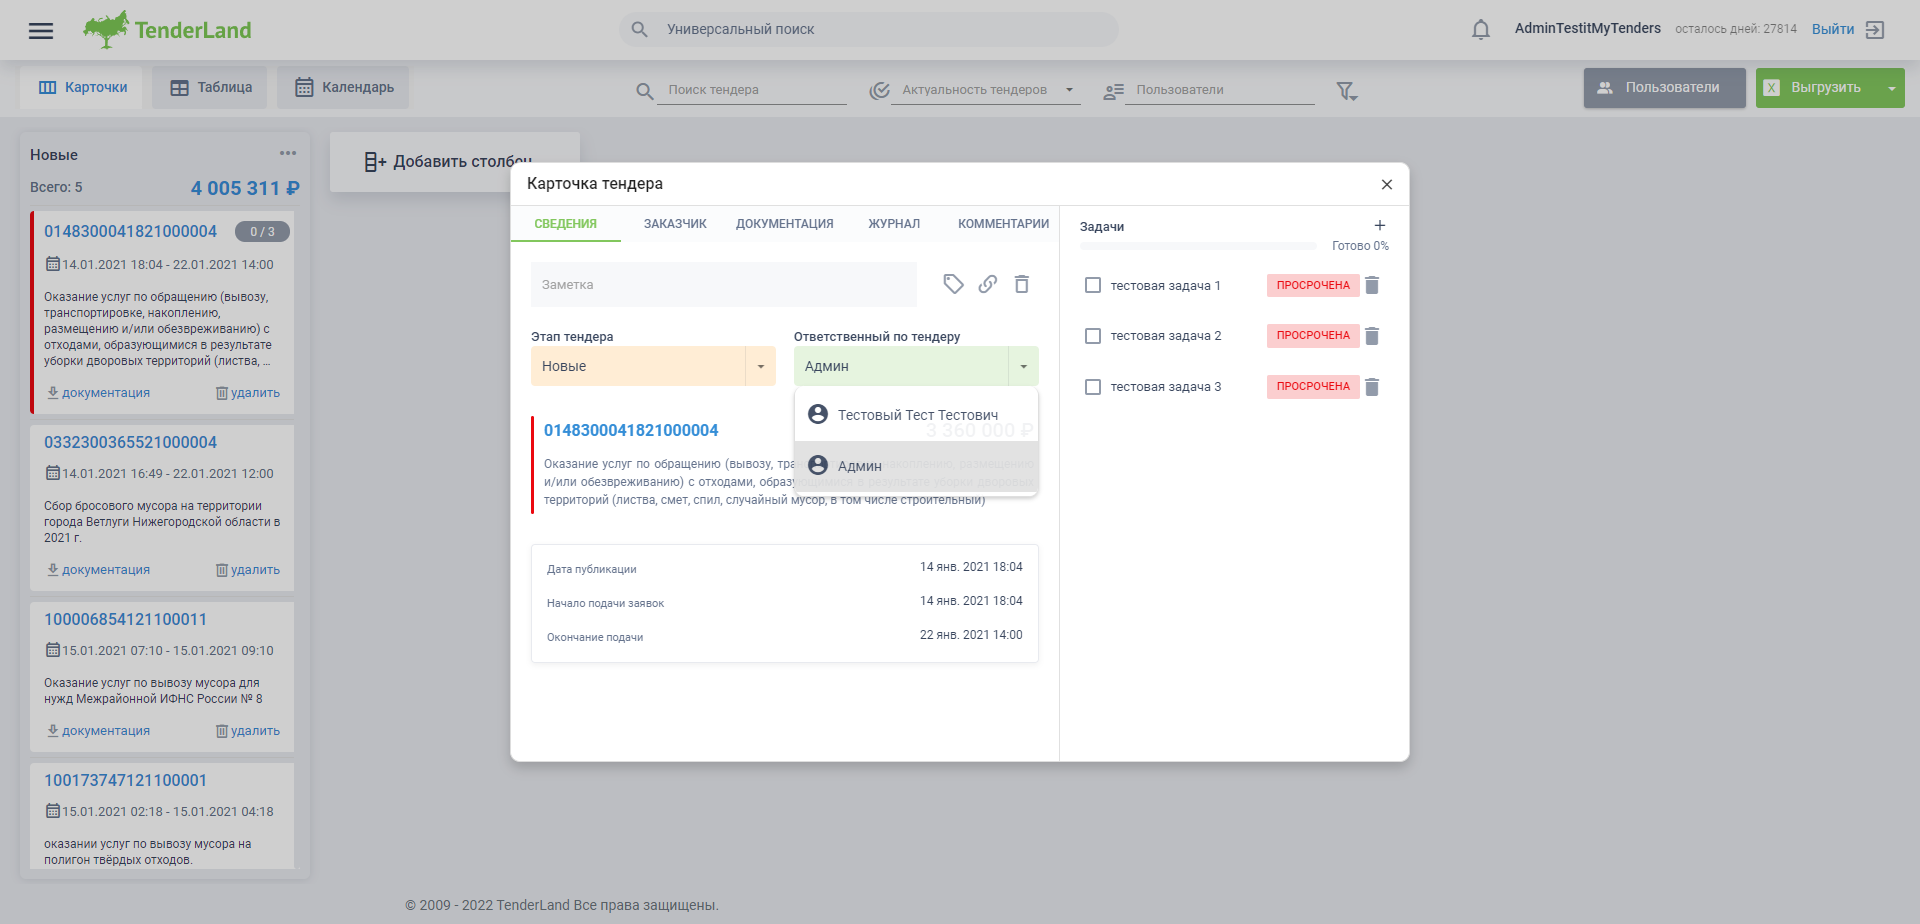 TenderLand
Универсальный поиск
AdminTestitMyTenders
осталось дней: 27814
Выйти
Карточки
Таблица
Календарь
Поиск тендера
Актуальность тендеров
Пользователи
Пользователи
X
Выгрузить
Новые
Всего: 5
4 005 311 ₽
0148300041821000004
0 / 3
14.01.2021 18:04 - 22.01.2021 14:00
Оказание услуг по обращению (вывозу,
транспортировке, накоплению,
размещению и/или обезвреживанию) с
отходами, образующимися в результате
уборки дворовых территорий (листва, ...
документация
удалить
0332300365521000004
14.01.2021 16:49 - 22.01.2021 12:00
Сбор бросового мусора на территории
города Ветлуги Нижегородской области в
2021 г.
документация
удалить
100006854121100011
15.01.2021 07:10 - 15.01.2021 09:10
Оказание услуг по вывозу мусора для
нужд Межрайонной ИФНС России № 8
документация
удалить
100173747121100001
15.01.2021 02:18 - 15.01.2021 04:18
оказании услуг по вывозу мусора на
полигон твёрдых отходов.
Добавить столбец
Карточка тендера
СВЕДЕНИЯ
ЗАКАЗЧИК
ДОКУМЕНТАЦИЯ
ЖУРНАЛ
КОММЕНТАРИИ
Заметка
Этап тендера
Новые
Ответственный по тендеру
Админ
Тестовый Тест Тестович
Админ
0148300041821000004
3 360 000 ₽
Оказание услуг по обращению (вывозу, накоплению, размещению
и/или обезвреживанию) с отходами, образующимися в результате уборки дворовых
территорий (листва, смет, спил, случайный мусор, в том числе строительный)
Дата публикации
14 янв. 2021 18:04
Начало подачи заявок
14 янв. 2021 18:04
Окончание подачи
22 янв. 2021 14:00
Задачи
Готово 0%
тестовая задача 1
ПРОСРОЧЕНА
тестовая задача 2
ПРОСРОЧЕНА
тестовая задача 3
ПРОСРОЧЕНА
© 2009 - 2022 TenderLand Все права защищены.